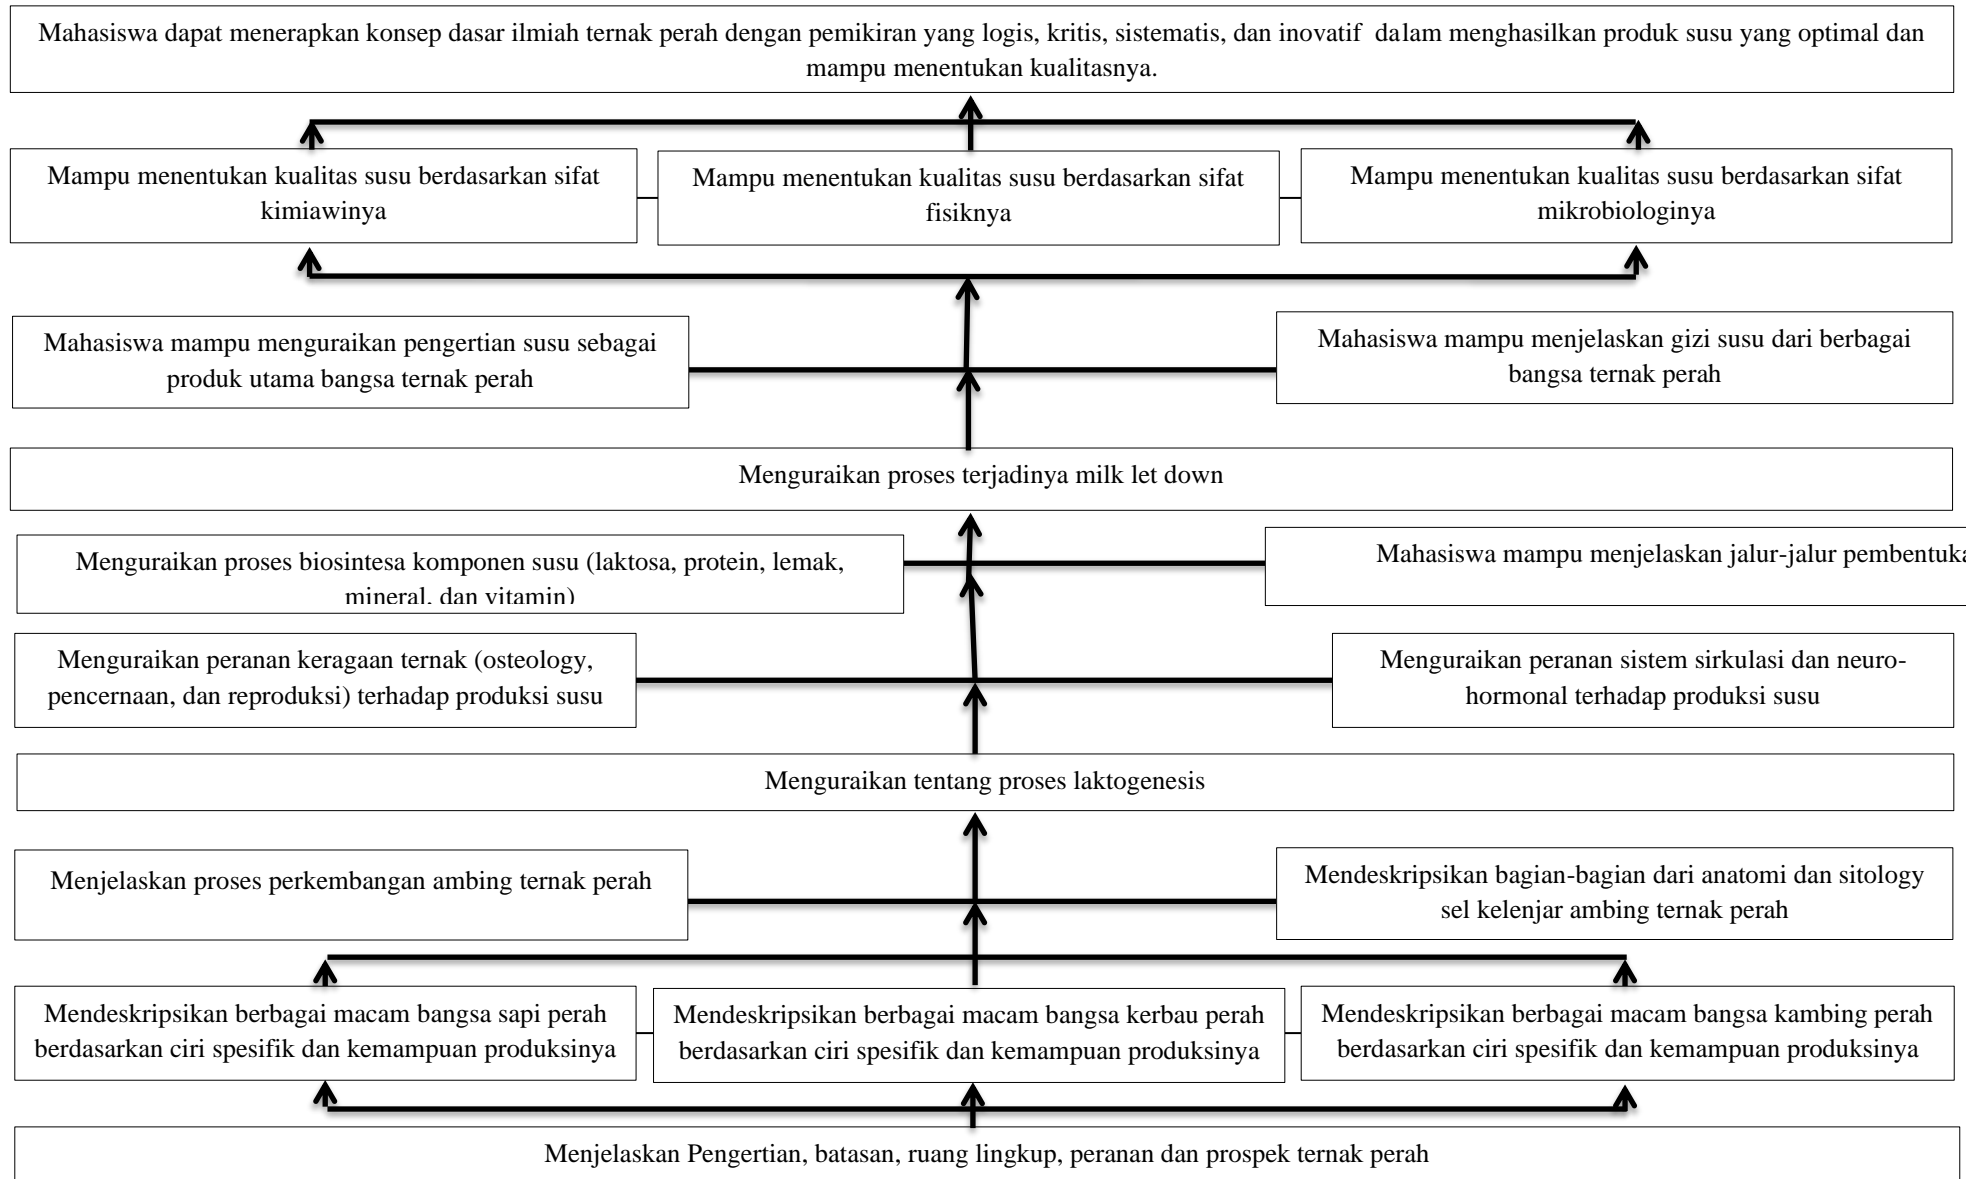 Mahasiswa dapat menerapkan konsep dasar ilmiah ternak perah dengan pemikiran yang logis, kritis, sistematis, dan inovatif dalam menghasilkan produk susu yang optimal dan
mampu menentukan kualitasnya.
Mampu menentukan kualitas susu berdasarkan sifat
kimiawinya
Mampu menentukan kualitas susu berdasarkan sifat
fisiknya
Mampu menentukan kualitas susu berdasarkan sifat
mikrobiologinya
Mahasiswa mampu menguraikan pengertian susu sebagai
produk utama bangsa ternak perah
Mahasiswa mampu menjelaskan gizi susu dari berbagai
bangsa ternak perah
Menguraikan proses terjadinya milk let down
Menguraikan proses biosintesa komponen susu (laktosa, protein, lemak,
mineral, dan vitamin)
Mahasiswa mampu menjelaskan jalur-jalur pembentuka
Menguraikan peranan keragaan ternak (osteology,
pencernaan, dan reproduksi) terhadap produksi susu
Menguraikan peranan sistem sirkulasi dan neuro-
hormonal terhadap produksi susu
Menguraikan tentang proses laktogenesis
Menjelaskan proses perkembangan ambing ternak perah
Mendeskripsikan bagian-bagian dari anatomi dan sitology
sel kelenjar ambing ternak perah
Mendeskripsikan berbagai macam bangsa sapi perah
berdasarkan ciri spesifik dan kemampuan produksinya
Mendeskripsikan berbagai macam bangsa kerbau perah
berdasarkan ciri spesifik dan kemampuan produksinya
Mendeskripsikan berbagai macam bangsa kambing perah
berdasarkan ciri spesifik dan kemampuan produksinya
Menjelaskan Pengertian, batasan, ruang lingkup, peranan dan prospek ternak perah